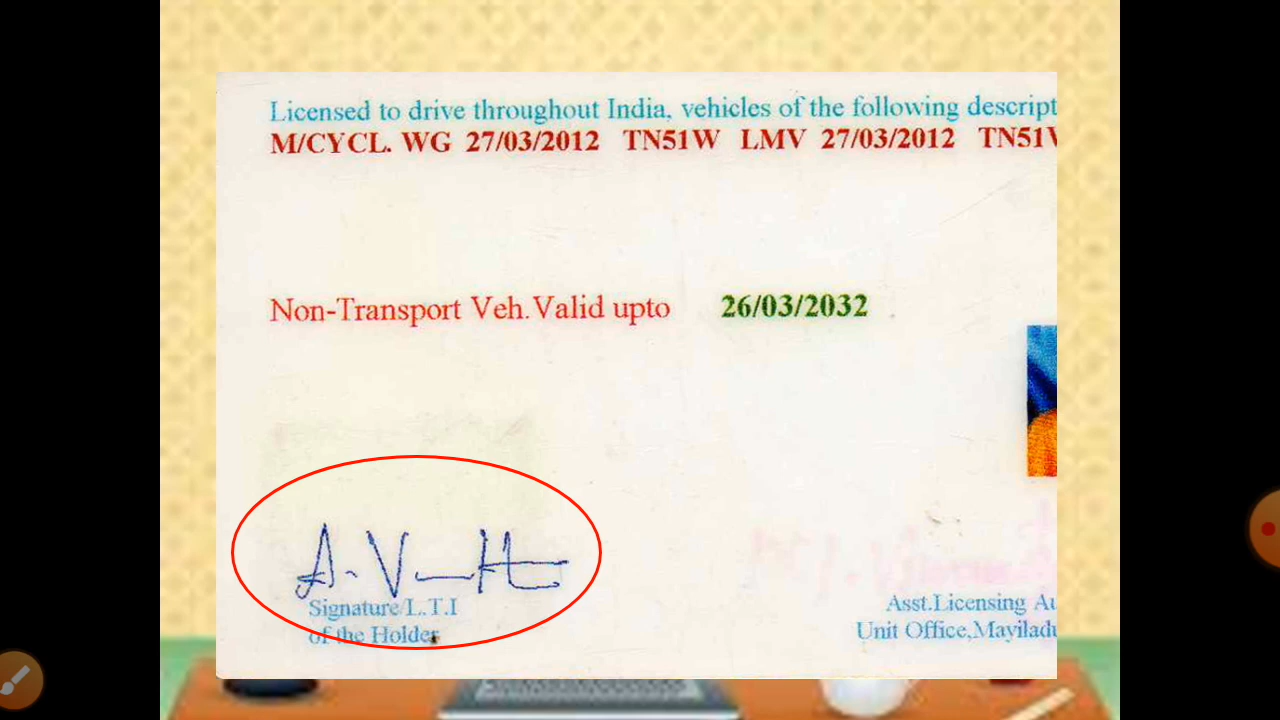 Licensed to drive throughout India, vehicles of the following descript
M/CYCL. WG 27/03/2012 TN51W LMV 27/03/2012 TN51W
Non-Transport Veh.Valid upto 26/03/2032
Signature/L.T.I
of the Holder
Asst.Licensing Au
Unit Office,Mayiladu